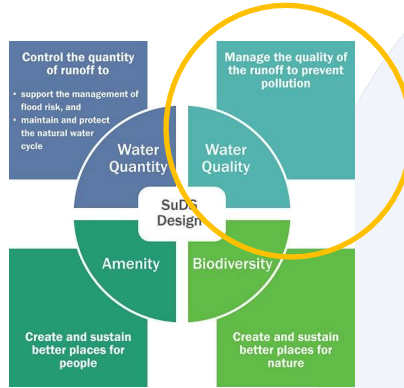 Control the quantity
of runoff to
• support the management of
flood risk, and
• maintain and protect
the natural water
cycle
Manage the quality of
the runoff to prevent
pollution
Water
Quantity
Water
Quality
SuDS
Design
Amenity
Biodiversity
Create and sustain
better places for
people
Create and sustain
better places for
nature